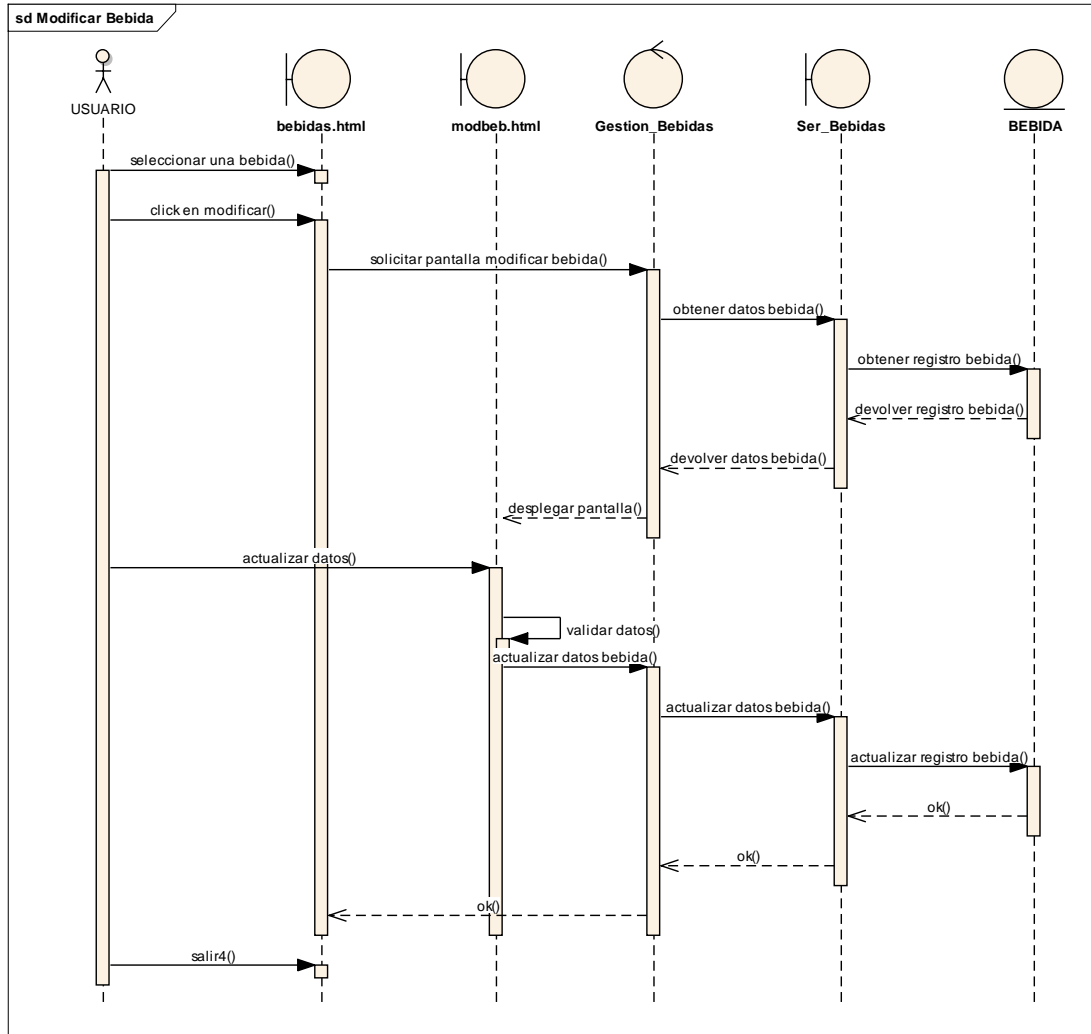 sd Modificar Bebida
USUARIO
bebidas.html
modbeb.html
Gestion_Bebidas
Ser_Bebidas
BEBIDA
seleccionar una bebida()
click en modificar()
solicitar pantalla modificar bebida()
obtener datos bebida()
obtener registro bebida()
devolver registro bebida()
devolver datos bebida()
desplegar pantalla()
actualizar datos()
validar datos()
actualizar datos bebida()
actualizar datos bebida()
actualizar registro bebida()
ok()
ok()
ok()
salir4()